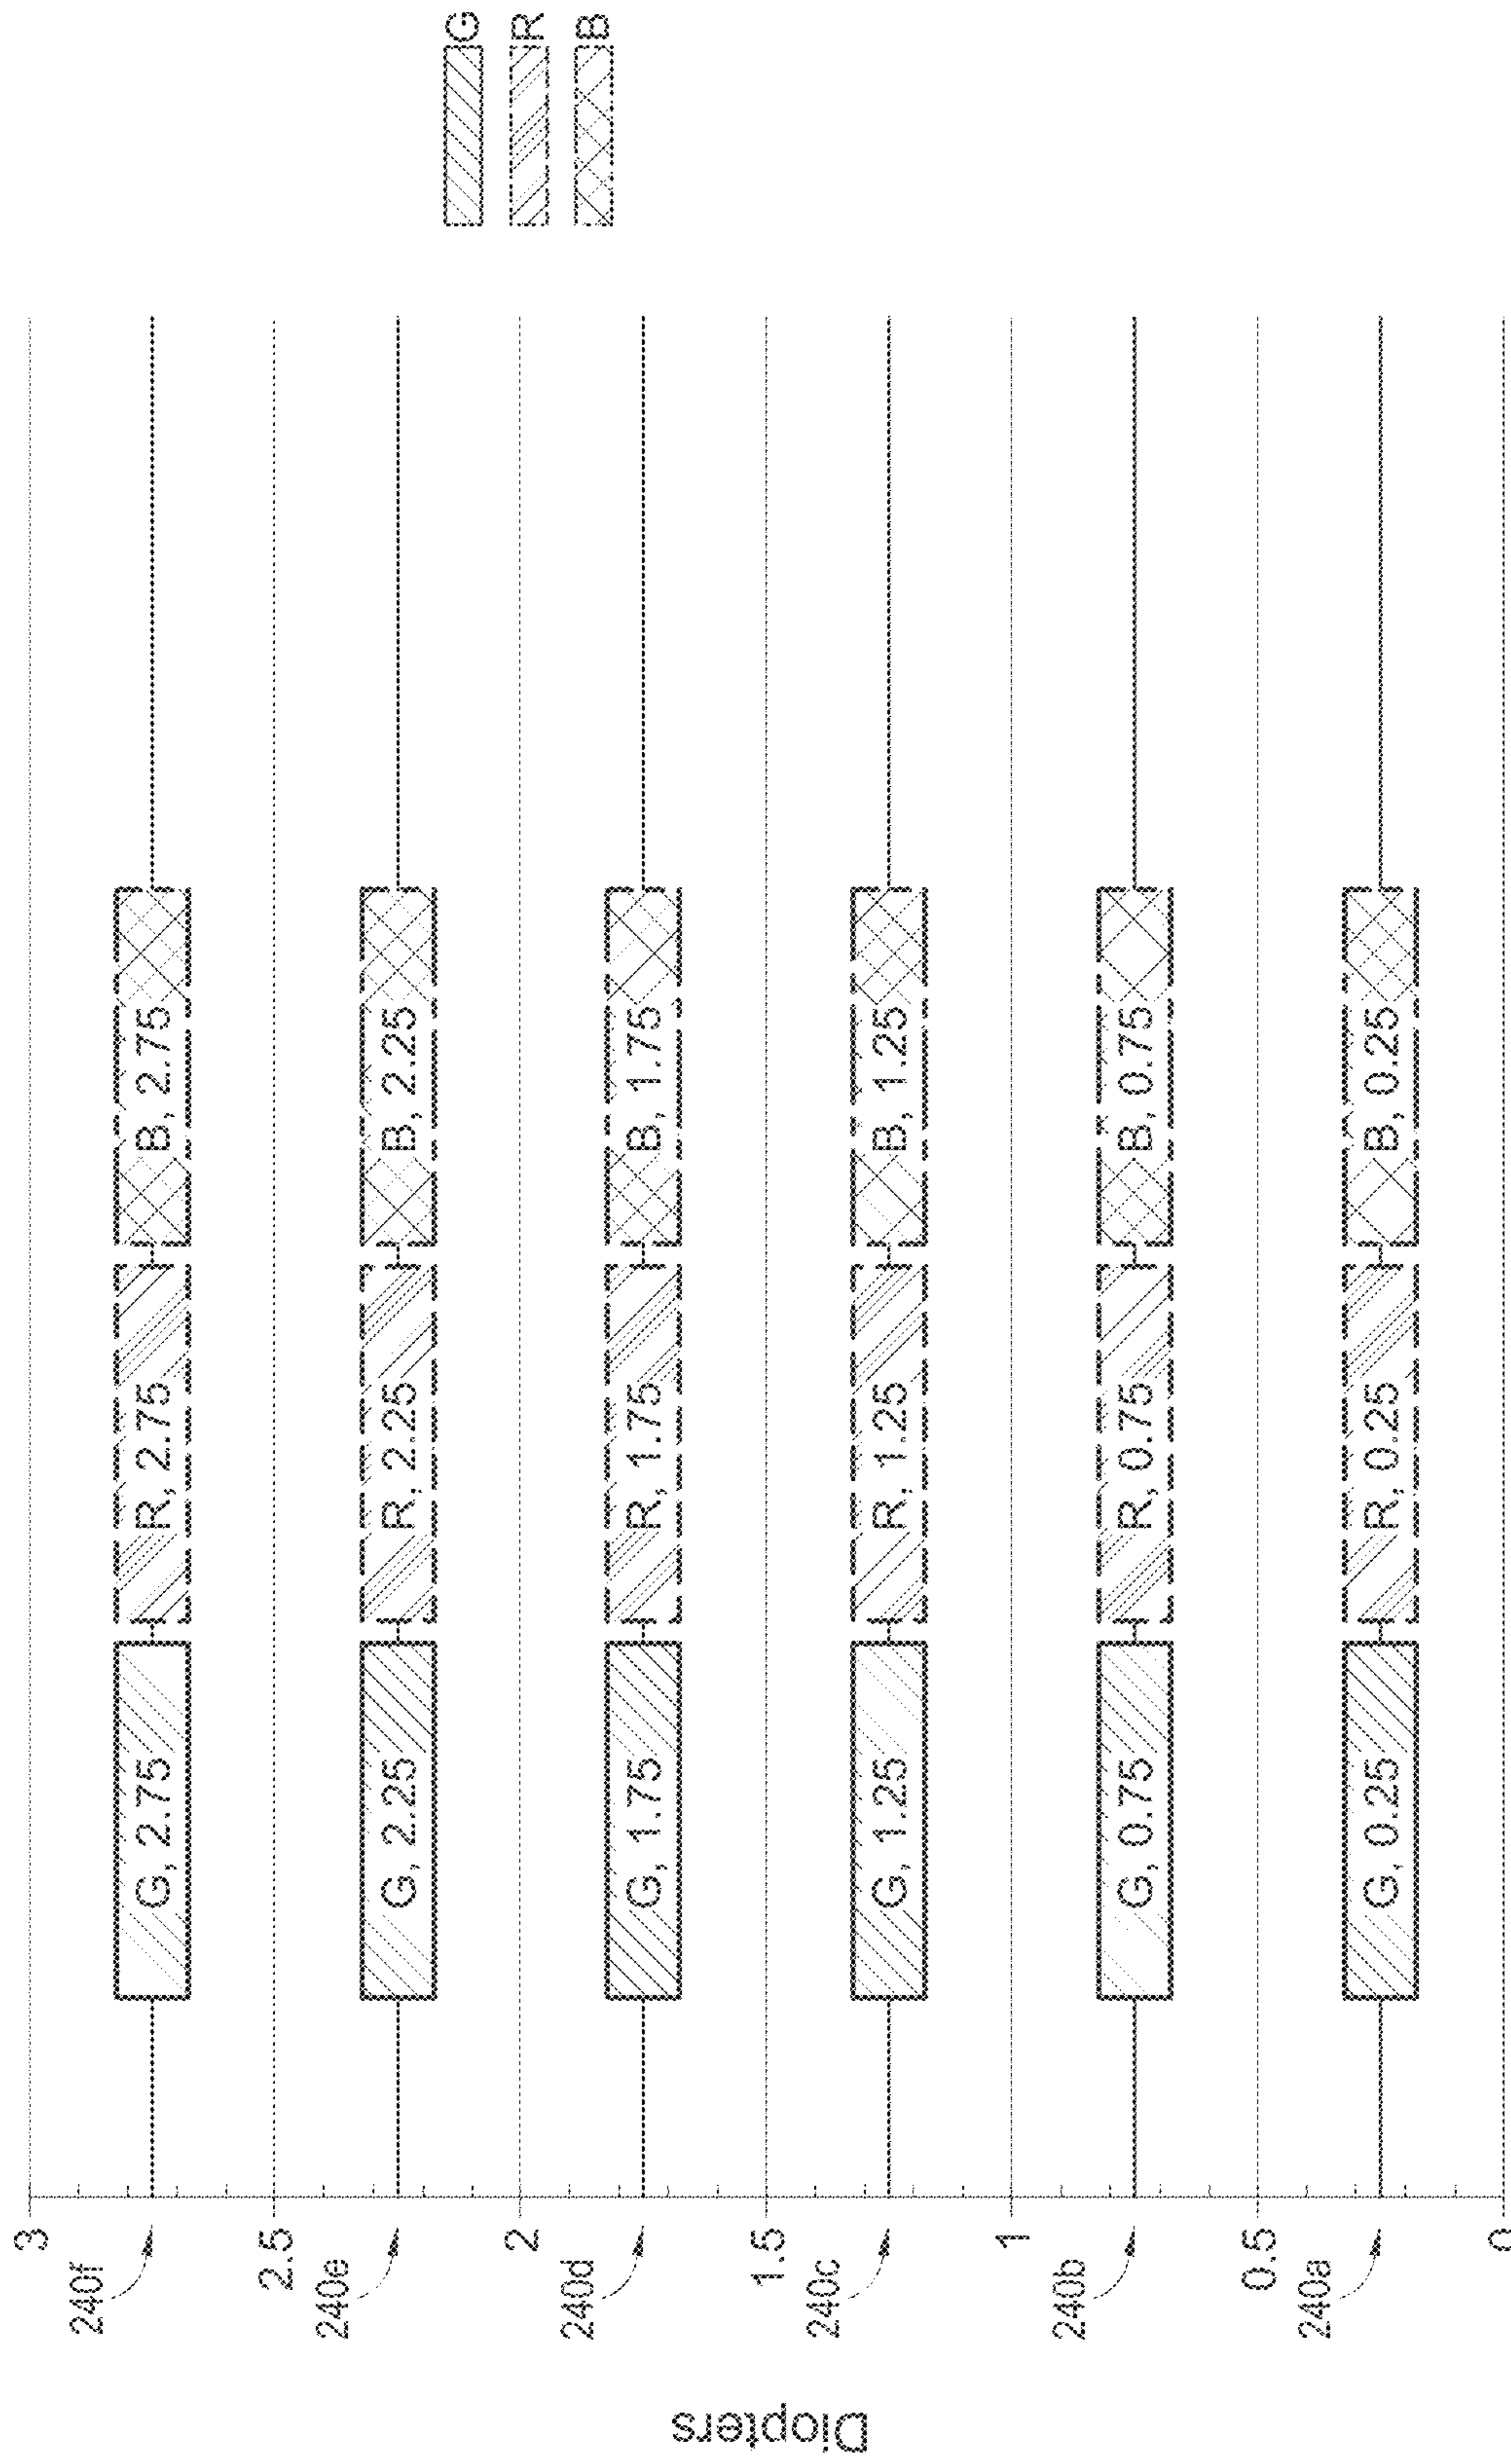 Diopters
3
240f
G, 2.75
R, 2.75
B, 2.75
2.5
240e
G, 2.25
R, 2.25
B, 2.25
2
240d
G, 1.75
R, 1.75
B, 1.75
1.5
240c
G, 1.25
R, 1.25
B, 1.25
1
240b
G, 0.75
R, 0.75
B, 0.75
0.5
240a
G, 0.25
R, 0.25
B, 0.25
0
G
R
B